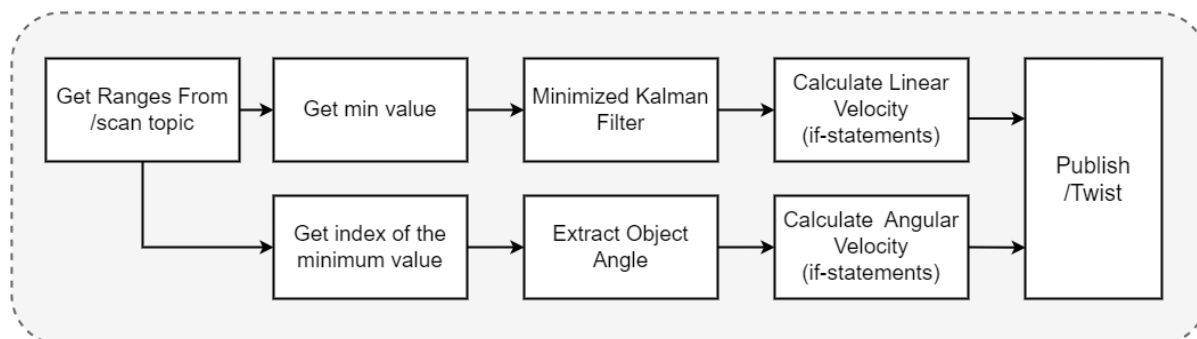 Get Ranges From
/scan topic
Get min value
Minimized Kalman
Filter
Calculate Linear
Velocity
(if-statements)
Publish
/Twist
Get index of the
minimum value
Extract Object
Angle
Calculate Angular
Velocity
(if-statements)